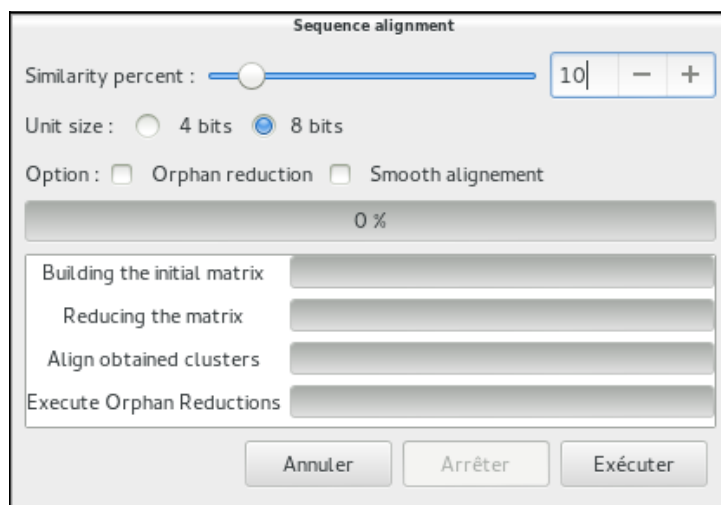 Sequence alignment
Similarity percent : 10 − +
Unit size : 4 bits 8 bits
Option : Orphan reduction Smooth alignement
0 %
Building the initial matrix
Reducing the matrix
Align obtained clusters
Execute Orphan Reductions
Annuler Arrêter Exécuter